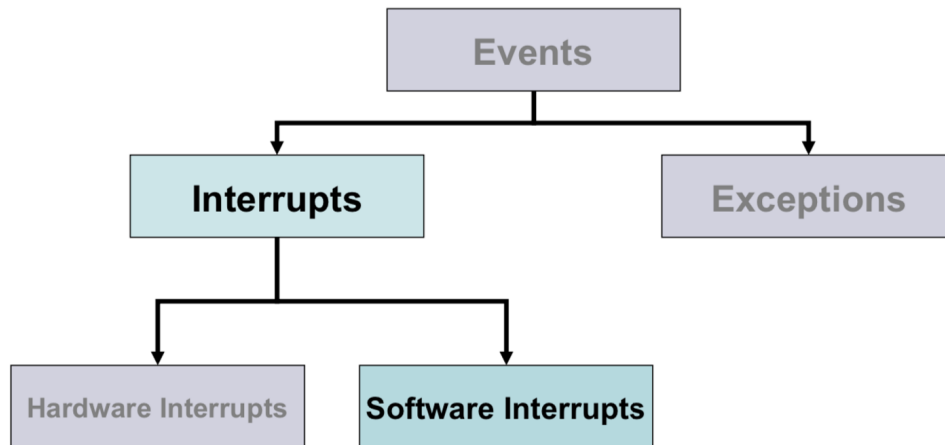 Events
Interrupts
Exceptions
Hardware Interrupts
Software Interrupts